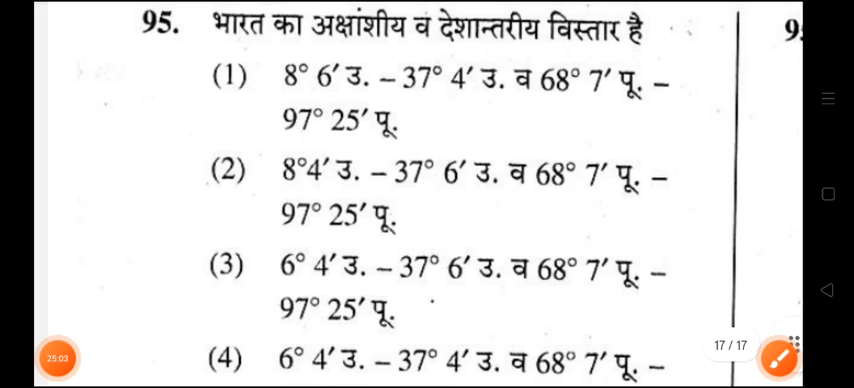 95. भारत का अक्षांशीय व देशान्तरीय विस्तार है
(1) 8° 6′ उ. – 37° 4′ उ. व 68° 7′ पू. –
97° 25′ पू.
(2) 8°4′ उ. – 37° 6′ उ. व 68° 7′ पू. –
97° 25′ पू.
(3) 6° 4′ उ. – 37° 6′ उ. व 68° 7′ पू. –
97° 25′ पू.
(4) 6° 4′ उ. – 37° 4′ उ. व 68° 7′ पू. –
17 / 17
25:03